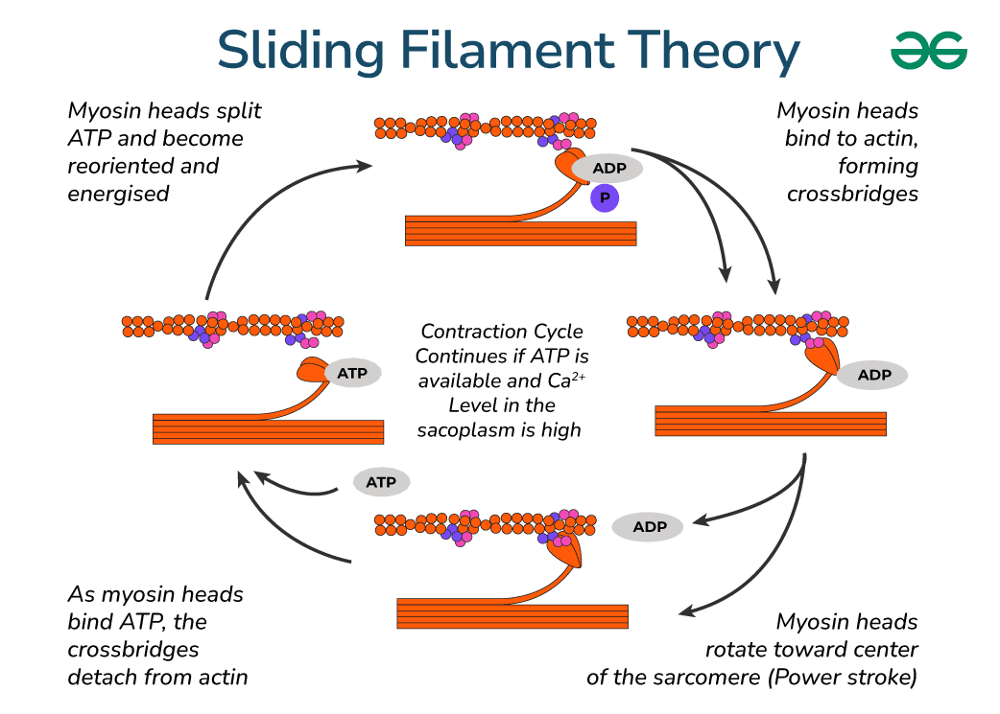 Sliding Filament Theory
Myosin heads split
ATP and become
reoriented and
energised
Myosin heads
bind to actin,
forming
crossbridges
ADP
P
Contraction Cycle
Continues if ATP is
available and Ca²⁺
Level in the
sacoplasm is high
ATP
ADP
ATP
ADP
As myosin heads
bind ATP, the
crossbridges
detach from actin
Myosin heads
rotate toward center
of the sarcomere (Power stroke)